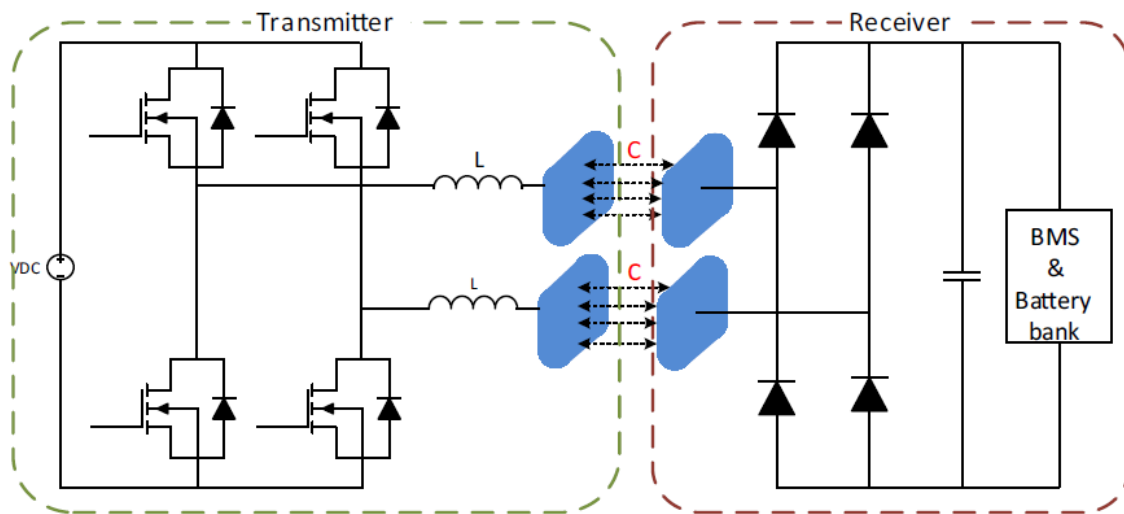 Transmitter
Receiver
L
C
L
C
VDC
BMS
&
Battery
bank